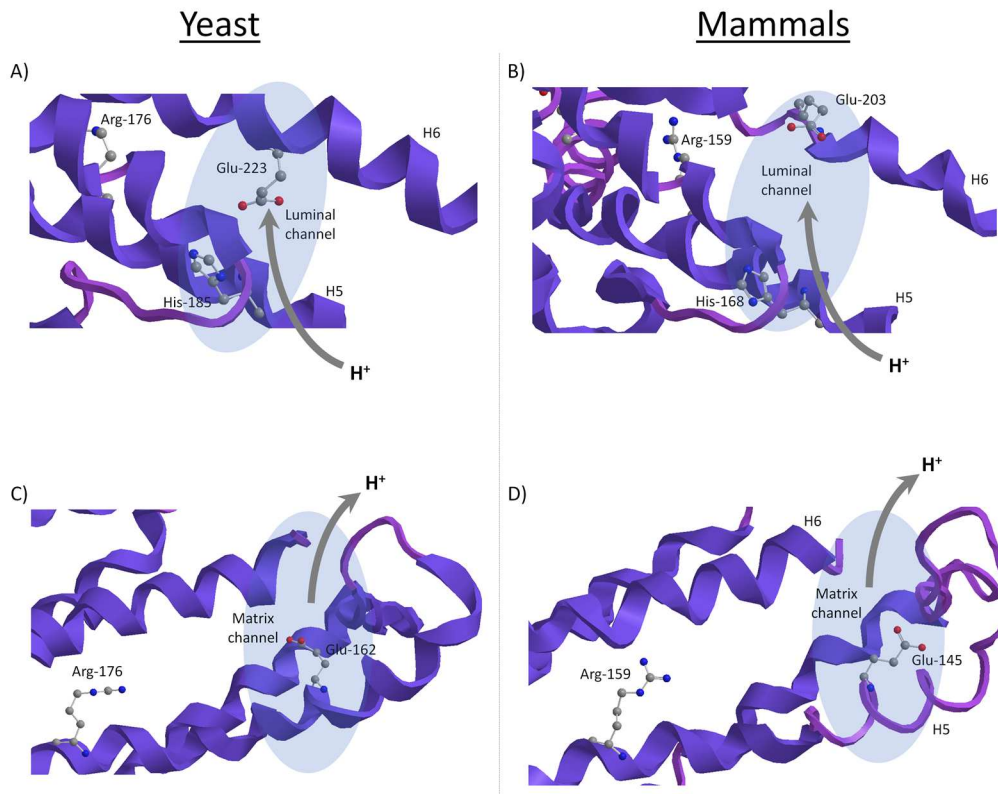 Yeast
Mammals
A)
Arg-176
Glu-223
H6
Luminal
channel
His-185
H5
H⁺
B)
Glu-203
Arg-159
Luminal
channel
H6
His-168
H5
H⁺
C)
H⁺
Matrix
channel
Glu-162
Arg-176
D)
H⁺
H6
Matrix
channel
Arg-159
Glu-145
H5